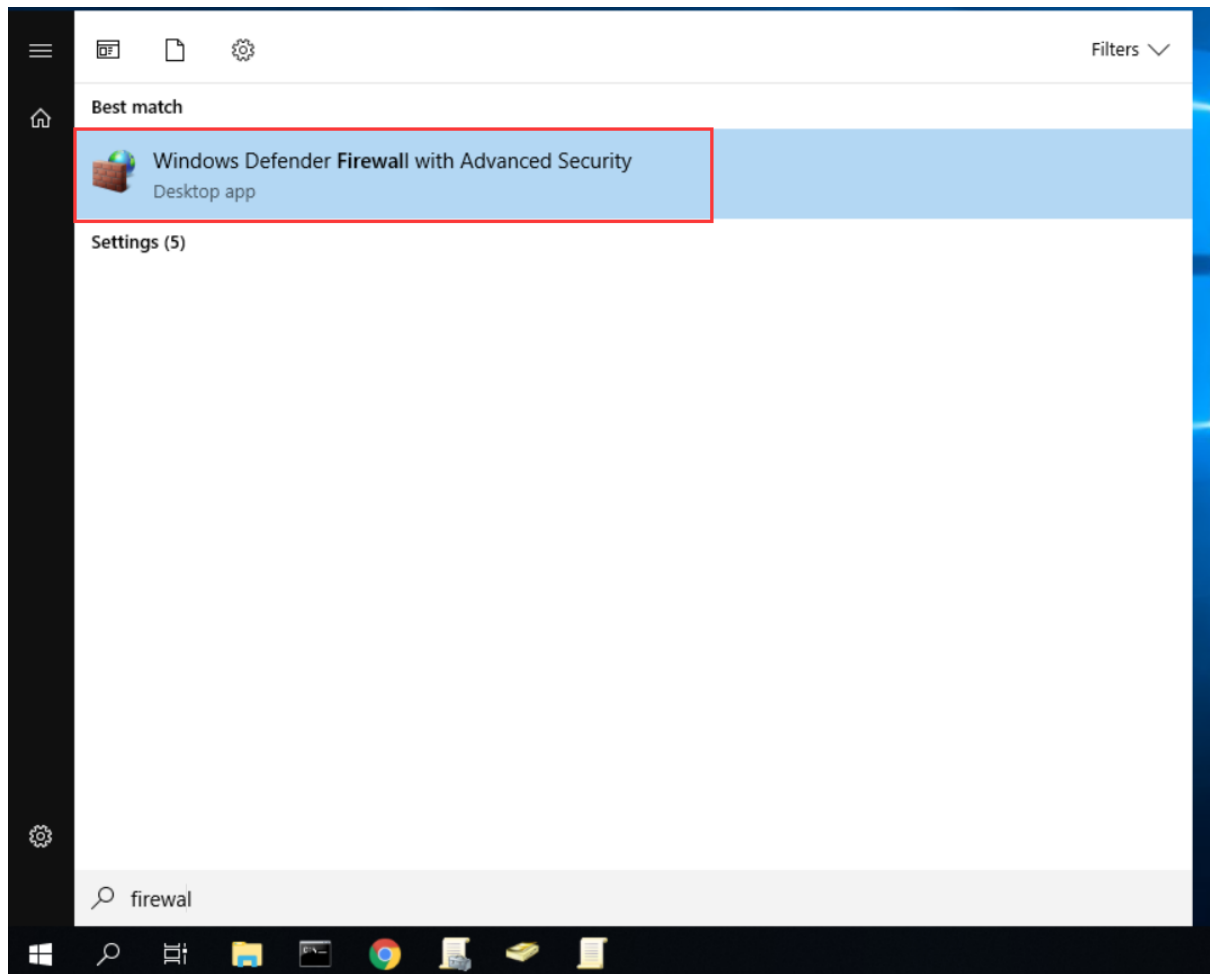 Filters
Best match
Windows Defender Firewall with Advanced Security
Desktop app
Settings (5)
firewal